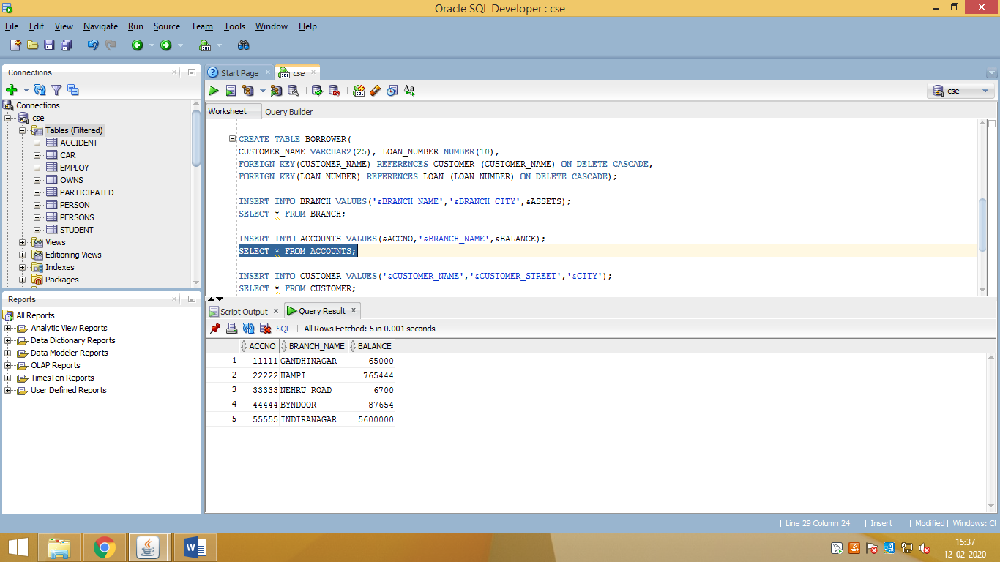 Oracle SQL Developer : cse
File Edit View Navigate Run Source Team Tools Window Help
Connections
Connections
cse
Tables (Filtered)
ACCIDENT
CAR
EMPLOY
OWNS
PARTICIPATED
PERSON
PERSONS
STUDENT
Views
Editioning Views
Indexes
Packages
Reports
All Reports
Analytic View Reports
Data Dictionary Reports
Data Modeler Reports
OLAP Reports
TimesTen Reports
User Defined Reports
Start Page cse
cse
Worksheet Query Builder
CREATE TABLE BORROWER(
CUSTOMER_NAME VARCHAR2(25), LOAN_NUMBER NUMBER(10),
FOREIGN KEY(CUSTOMER_NAME) REFERENCES CUSTOMER (CUSTOMER_NAME) ON DELETE CASCADE,
FOREIGN KEY(LOAN_NUMBER) REFERENCES LOAN (LOAN_NUMBER) ON DELETE CASCADE);
INSERT INTO BRANCH VALUES('&BRANCH_NAME','&BRANCH_CITY',&ASSETS);
SELECT * FROM BRANCH;
INSERT INTO ACCOUNTS VALUES(&ACCNO,'&BRANCH_NAME',&BALANCE);
SELECT * FROM ACCOUNTS;
INSERT INTO CUSTOMER VALUES('&CUSTOMER_NAME','&CUSTOMER_STREET','&CITY');
SELECT * FROM CUSTOMER;
Script Output x Query Result x
SQL | All Rows Fetched: 5 in 0.001 seconds
ACCNO BRANCH_NAME BALANCE
1 11111 GANDHINAGAR 65000
2 22222 HAMPI 765444
3 33333 NEHRU ROAD 6700
4 44444 BYNDOOR 87654
5 55555 INDIRANAGAR 5600000
| Line 29 Column 24 | Insert | Modified | Windows: CF
15:37
12-02-2020